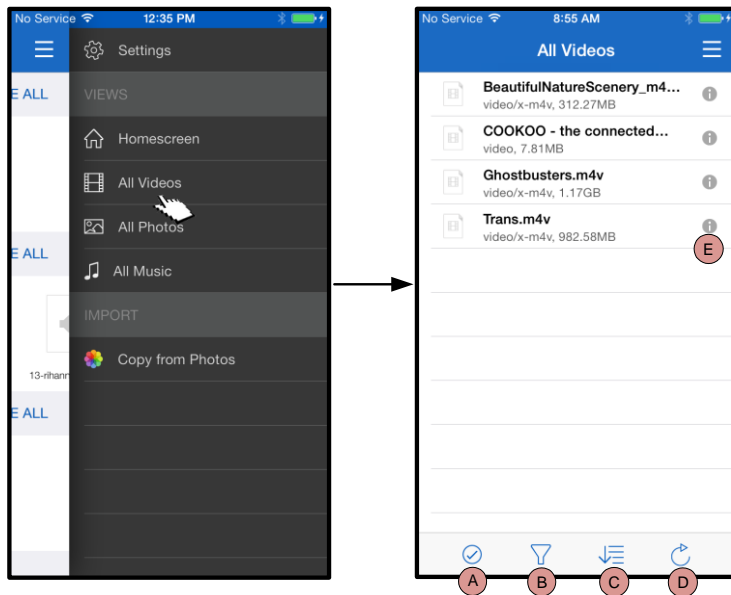 No Service 12:35 PM
Settings
E ALL
VIEWS
Homescreen
All Videos
All Photos
E ALL
All Music
IMPORT
Copy from Photos
13-rihann
E ALL
No Service 8:55 AM
All Videos
BeautifulNatureScenery_m4...
video/x-m4v, 312.27MB
COOKOO - the connected...
video, 7.81MB
Ghostbusters.m4v
video/x-m4v, 1.17GB
Trans.m4v
video/x-m4v, 982.58MB
E
A B C D